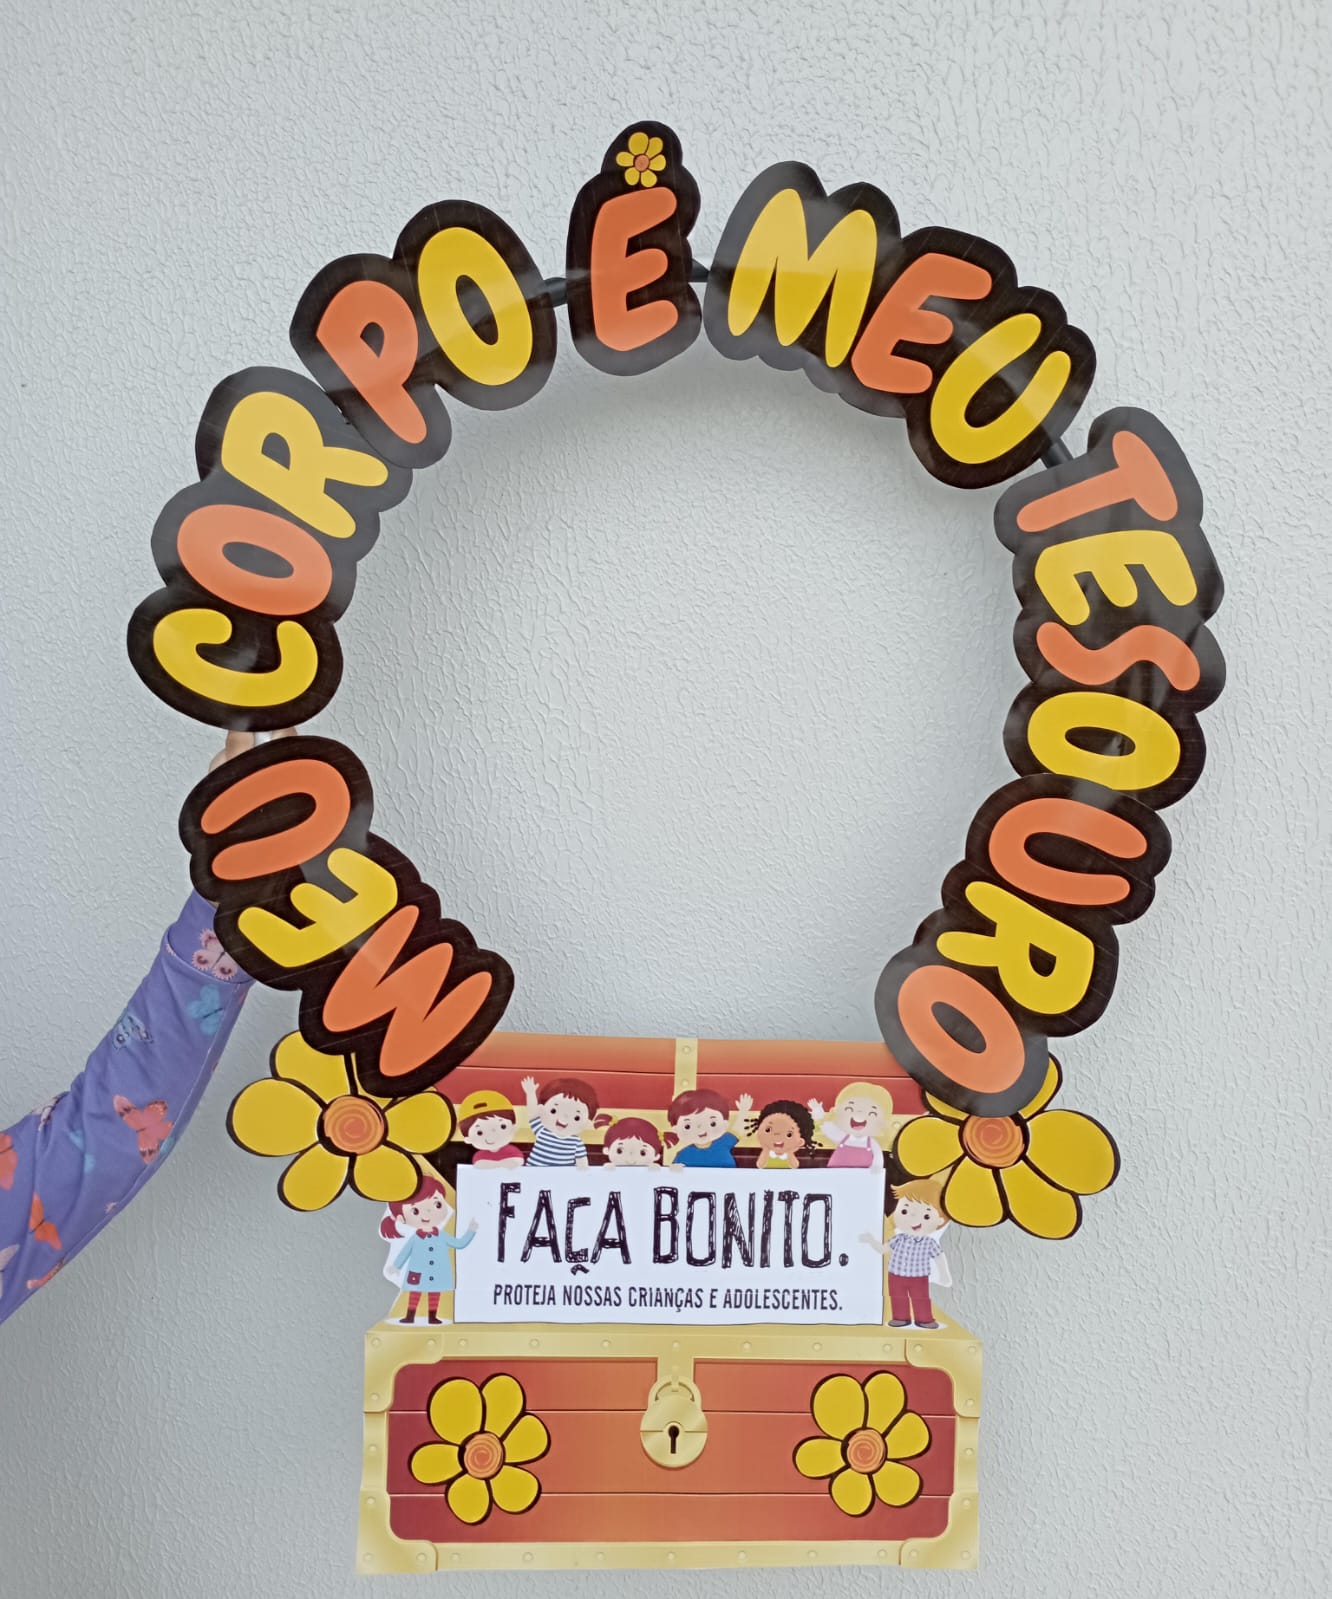 MEU CORPO É MEU TESOURO
FAÇA BONITO.
PROTEJA NOSSAS CRIANÇAS E ADOLESCENTES.